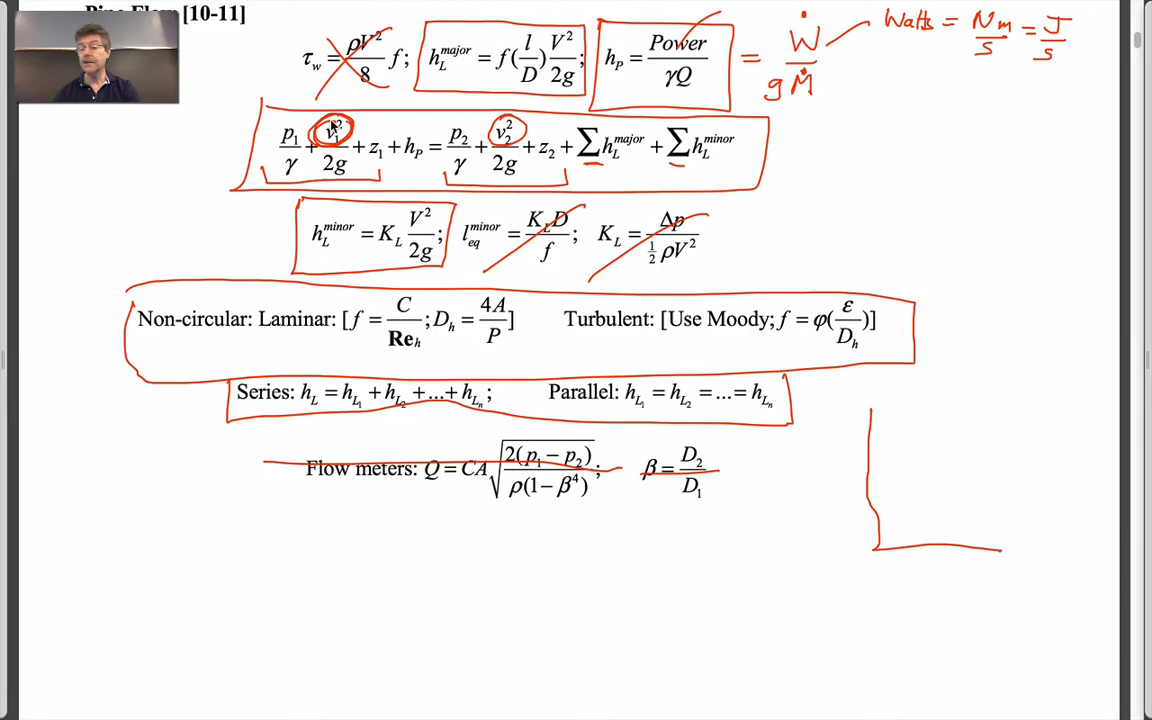 Pipe Flow [10-11]
τ_w = ρV²/8 f; h_L^major = f(l/D) V²/2g; h_P = Power/γQ = Ẇ/gṀ Watts = Nm/s = J/s
p₁/γ + v₁²/2g + z₁ + h_P = p₂/γ + v₂²/2g + z₂ + ∑h_L^major + ∑h_L^minor
h_L^minor = K_L V²/2g; l_eq^minor = K_L D/f; K_L = Δp/½ρV²
Non-circular: Laminar: [f = C/Re_h; D_h = 4A/P] Turbulent: [Use Moody; f = φ(ε/D_h)]
Series: h_L = h_L₁ + h_L₂ + ... + h_Lₙ; Parallel: h_L₁ = h_L₂ = ... = h_Lₙ
Flow meters: Q = CA√(2(p₁ − p₂)/ρ(1 − β⁴)); β = D₂/D₁